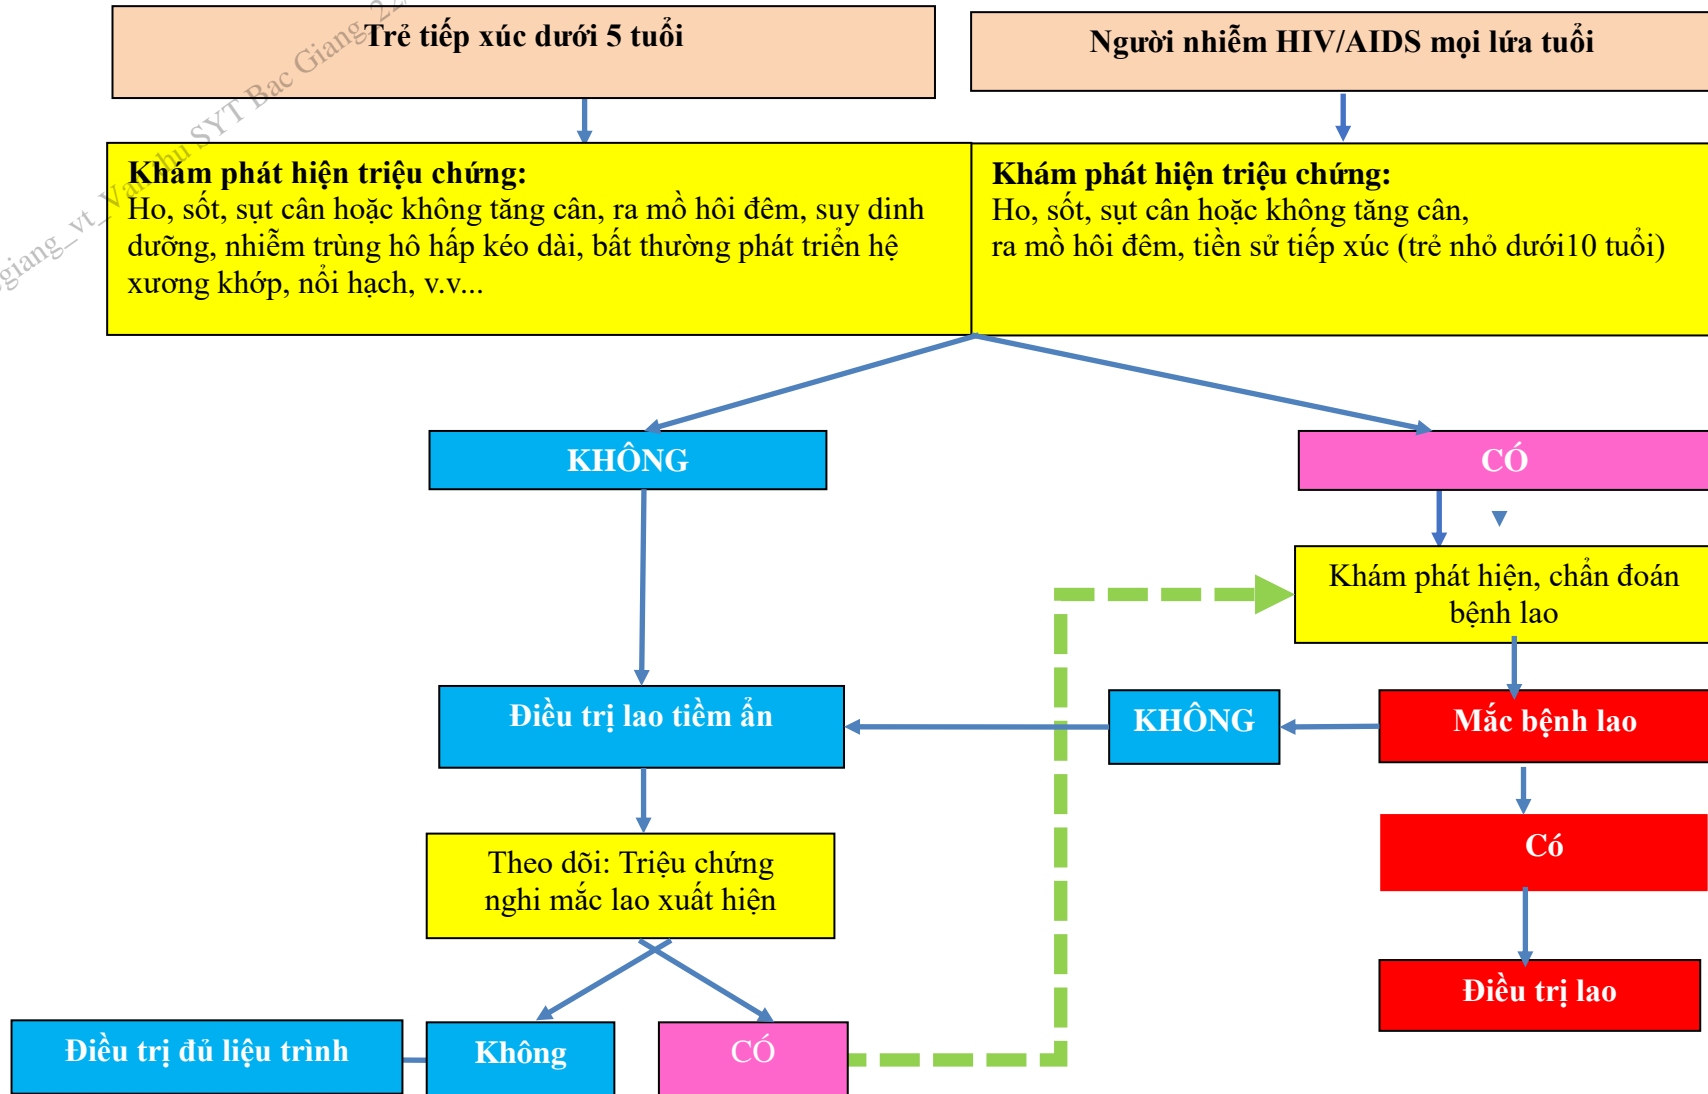 Trẻ tiếp xúc dưới 5 tuổi
Người nhiễm HIV/AIDS mọi lứa tuổi
Khám phát hiện triệu chứng:
Ho, sốt, sụt cân hoặc không tăng cân, ra mồ hôi đêm, suy dinh
dưỡng, nhiễm trùng hô hấp kéo dài, bất thường phát triển hệ
xương khớp, nổi hạch, v.v...
Khám phát hiện triệu chứng:
Ho, sốt, sụt cân hoặc không tăng cân,
ra mồ hôi đêm, tiền sử tiếp xúc (trẻ nhỏ dưới10 tuổi)
KHÔNG
CÓ
Khám phát hiện, chẩn đoán
bệnh lao
Điều trị lao tiềm ẩn
KHÔNG
Mắc bệnh lao
Theo dõi: Triệu chứng
nghi mắc lao xuất hiện
Có
Điều trị lao
Điều trị đủ liệu trình
Không
CÓ